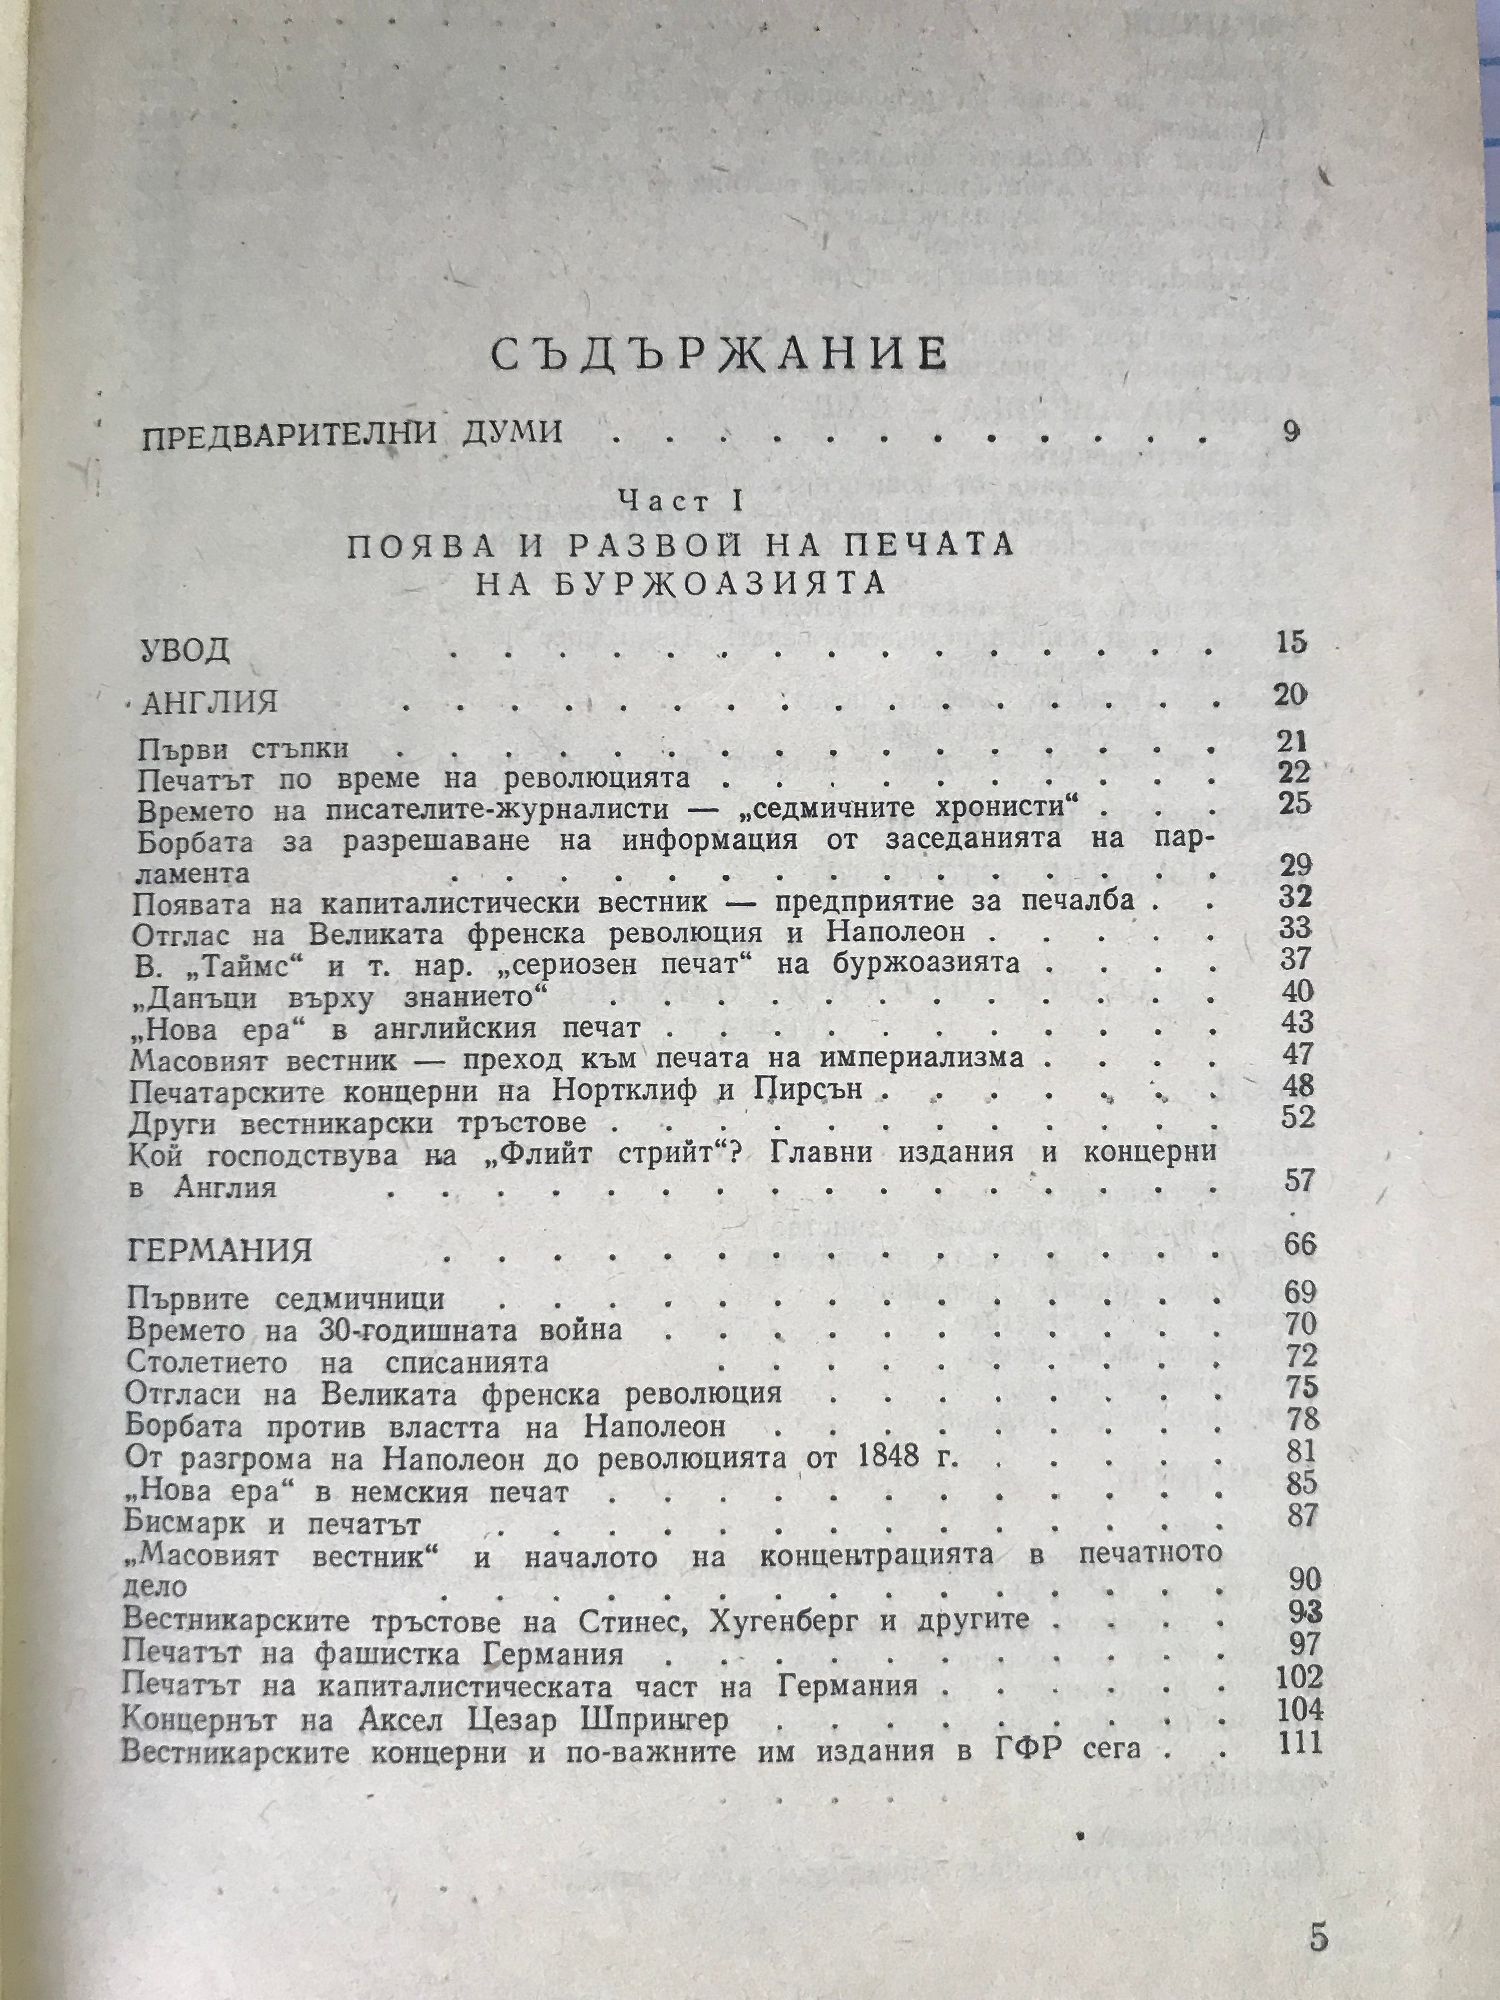 СЪДЪРЖАНИЕ
ПРЕДВАРИТЕЛНИ ДУМИ . . . . . . . . . . . . 9
Част I
ПОЯВА И РАЗВОЙ НА ПЕЧАТА
НА БУРЖОАЗИЯТА
УВОД . . . . . . . . . . . . . . . 15
АНГЛИЯ . . . . . . . . . . . . . . . . 20
Първи стъпки . . . . . . . . . . . . . . . . 21
Печатът по време на революцията . . . . . . . . . . 22
Времето на писателите-журналисти — „седмичните хронисти“ . . . 25
Борбата за разрешаване на информация от заседанията на пар-
ламента . . . . . . . . . . . . . . . 29
Появата на капиталистически вестник — предприятие за печалба . . 32
Отглас на Великата френска революция и Наполеон . . . . . 33
В. „Таймс“ и т. нар. „сериозен печат“ на буржоазията . . . . 37
„Данъци върху знанието“ . . . . . . . . . . . . 40
„Нова ера“ в английския печат . . . . . . . . . . . 43
Масовият вестник — преход към печата на империализма . . . . 47
Печатарските концерни на Нортклиф и Пирсън . . . . . . . 48
Други вестникарски тръстове . . . . . . . . . . . . 52
Кой господствува на „Флийт стрийт“? Главни издания и концерни
в Англия . . . . . . . . . . . . . . . . 57
ГЕРМАНИЯ . . . . . . . . . . . . . . . 66
Първите седмичници . . . . . . . . . . . . . . 69
Времето на 30-годишната война . . . . . . . . . . . 70
Столетието на списанията . . . . . . . . . . 72
Отгласи на Великата френска революция . . . . . . . . 75
Борбата против властта на Наполеон . . . . . . . . . 78
От разгрома на Наполеон до революцията от 1848 г. . . . . . 81
„Нова ера“ в немския печат . . . . . . . . . . . . 85
Бисмарк и печатът . . . . . . . . . . . . . . 87
„Масовият вестник“ и началото на концентрацията в печатното
дело . . . . . . . . . . . . . . . 90
Вестникарските тръстове на Стинес, Хугенберг и другите . . . . 93
Печатът на фашистка Германия . . . . . . . . . . . 97
Печатът на капиталистическата част на Германия . . . . . . 102
Концернът на Аксел Цезар Шпрингер . . . . . . . . . 104
Вестникарските концерни и по-важните им издания в ГФР сега . . 111
5